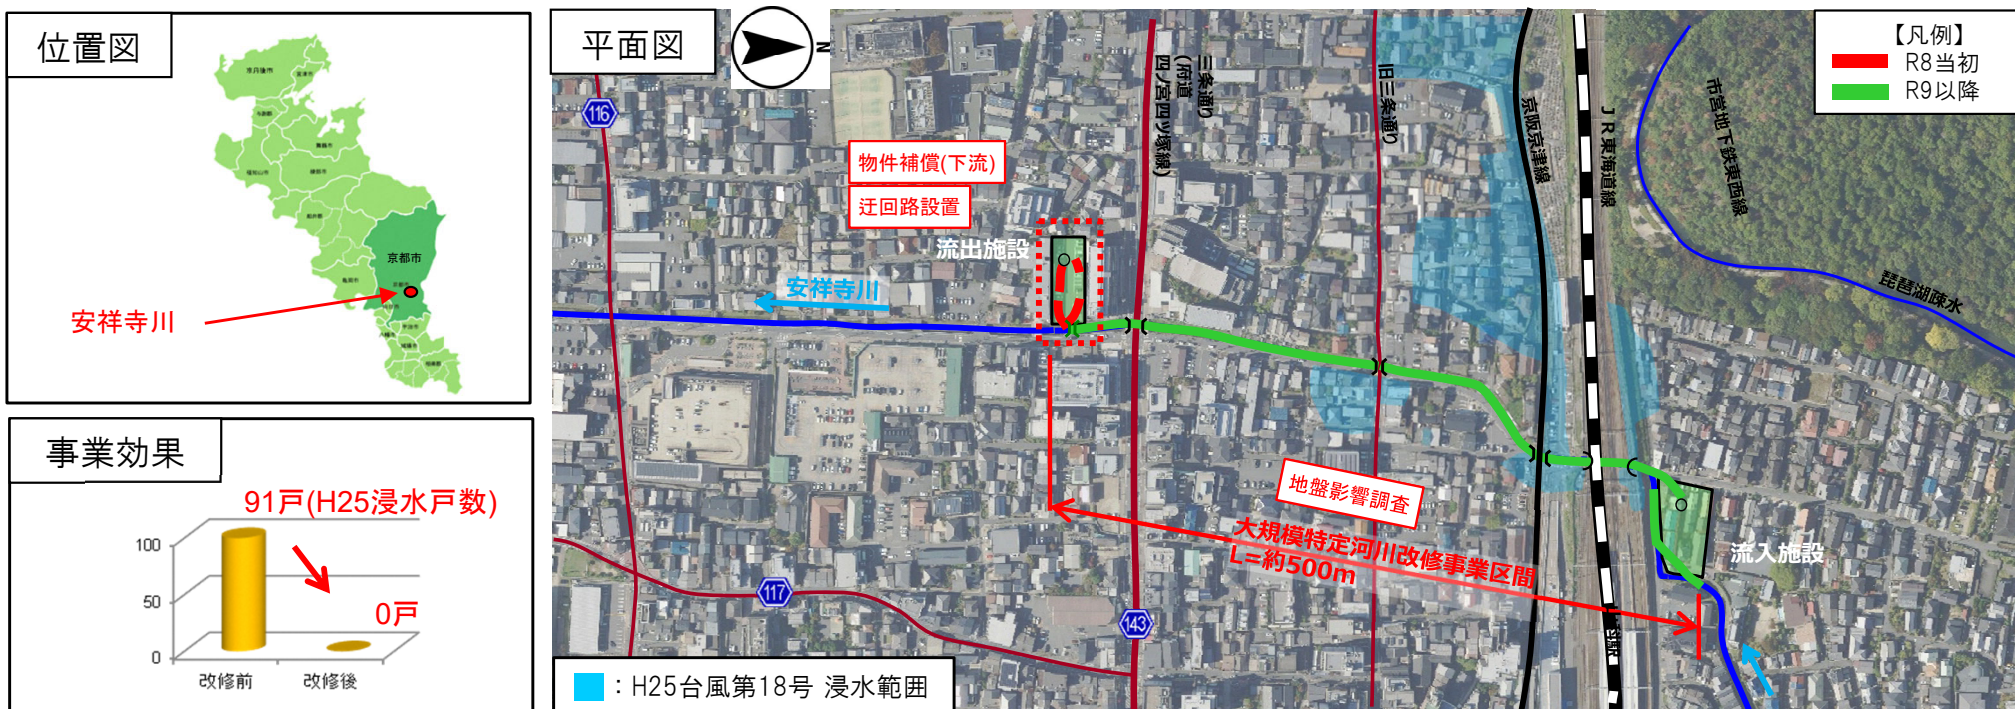 位置図
京都市
安祥寺川
事業効果
91戸(H25浸水戸数)
100
50
0
0戸
改修前
改修後
平面図
N
【凡例】
R8当初
R9以降
116
物件補償(下流)
迂回路設置
流出施設
安祥寺川
三条通り
(府道
四ノ宮四ツ塚線)
旧三条通り
京阪京津線
JR東海道線
市営地下鉄東西線
琵琶湖疏水
地盤影響調査
大規模特定河川改修事業区間
L=約500m
流入施設
117
143
：H25台風第18号 浸水範囲